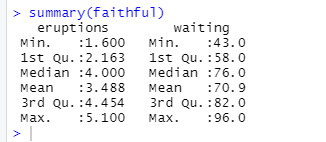 > summary(faithful)
   eruptions        waiting    
 Min.   :1.600   Min.   :43.0  
 1st Qu.:2.163   1st Qu.:58.0  
 Median :4.000   Median :76.0  
 Mean   :3.488   Mean   :70.9  
 3rd Qu.:4.454   3rd Qu.:82.0  
 Max.   :5.100   Max.   :96.0  
>